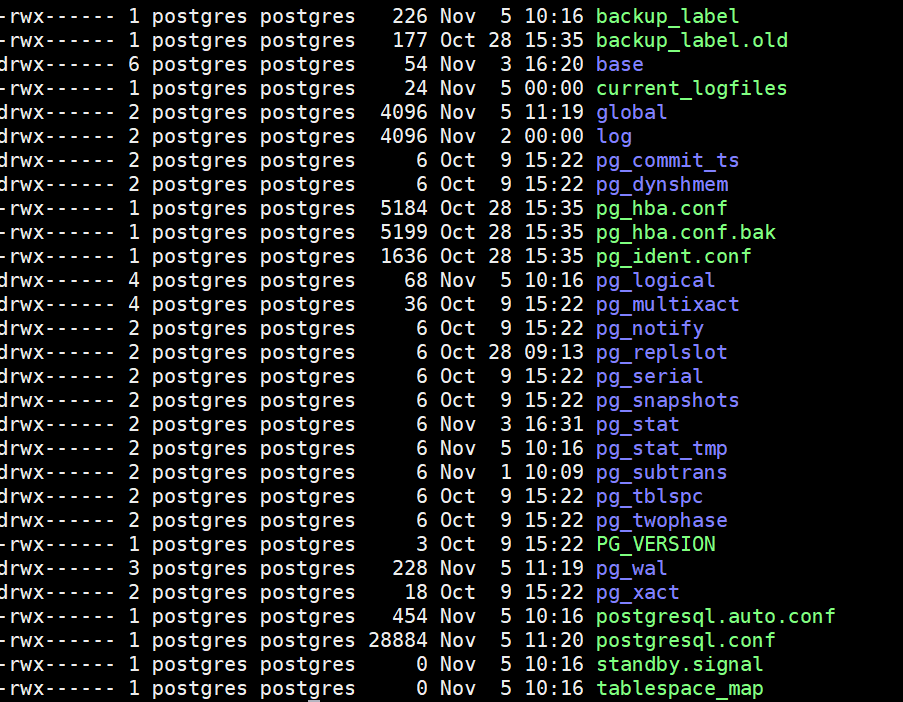 -rwx------ 1 postgres postgres   226 Nov  5 10:16 backup_label
-rwx------ 1 postgres postgres   177 Oct 28 15:35 backup_label.old
drwx------ 6 postgres postgres    54 Nov  3 16:20 base
-rwx------ 1 postgres postgres    24 Nov  5 00:00 current_logfiles
drwx------ 2 postgres postgres  4096 Nov  5 11:19 global
drwx------ 2 postgres postgres  4096 Nov  2 00:00 log
drwx------ 2 postgres postgres     6 Oct  9 15:22 pg_commit_ts
drwx------ 2 postgres postgres     6 Oct  9 15:22 pg_dynshmem
-rwx------ 1 postgres postgres  5184 Oct 28 15:35 pg_hba.conf
-rwx------ 1 postgres postgres  5199 Oct 28 15:35 pg_hba.conf.bak
-rwx------ 1 postgres postgres  1636 Oct 28 15:35 pg_ident.conf
drwx------ 4 postgres postgres    68 Nov  5 10:16 pg_logical
drwx------ 4 postgres postgres    36 Oct  9 15:22 pg_multixact
drwx------ 2 postgres postgres     6 Oct  9 15:22 pg_notify
drwx------ 2 postgres postgres     6 Oct 28 09:13 pg_replslot
drwx------ 2 postgres postgres     6 Oct  9 15:22 pg_serial
drwx------ 2 postgres postgres     6 Oct  9 15:22 pg_snapshots
drwx------ 2 postgres postgres     6 Nov  3 16:31 pg_stat
drwx------ 2 postgres postgres     6 Nov  5 10:16 pg_stat_tmp
drwx------ 2 postgres postgres     6 Nov  1 10:09 pg_subtrans
drwx------ 2 postgres postgres     6 Oct  9 15:22 pg_tblspc
drwx------ 2 postgres postgres     6 Oct  9 15:22 pg_twophase
-rwx------ 1 postgres postgres     3 Oct  9 15:22 PG_VERSION
drwx------ 3 postgres postgres   228 Nov  5 11:19 pg_wal
drwx------ 2 postgres postgres    18 Oct  9 15:22 pg_xact
-rwx------ 1 postgres postgres   454 Nov  5 10:16 postgresql.auto.conf
-rwx------ 1 postgres postgres 28884 Nov  5 11:20 postgresql.conf
-rwx------ 1 postgres postgres     0 Nov  5 10:16 standby.signal
-rwx------ 1 postgres postgres     0 Nov  5 10:16 tablespace_map